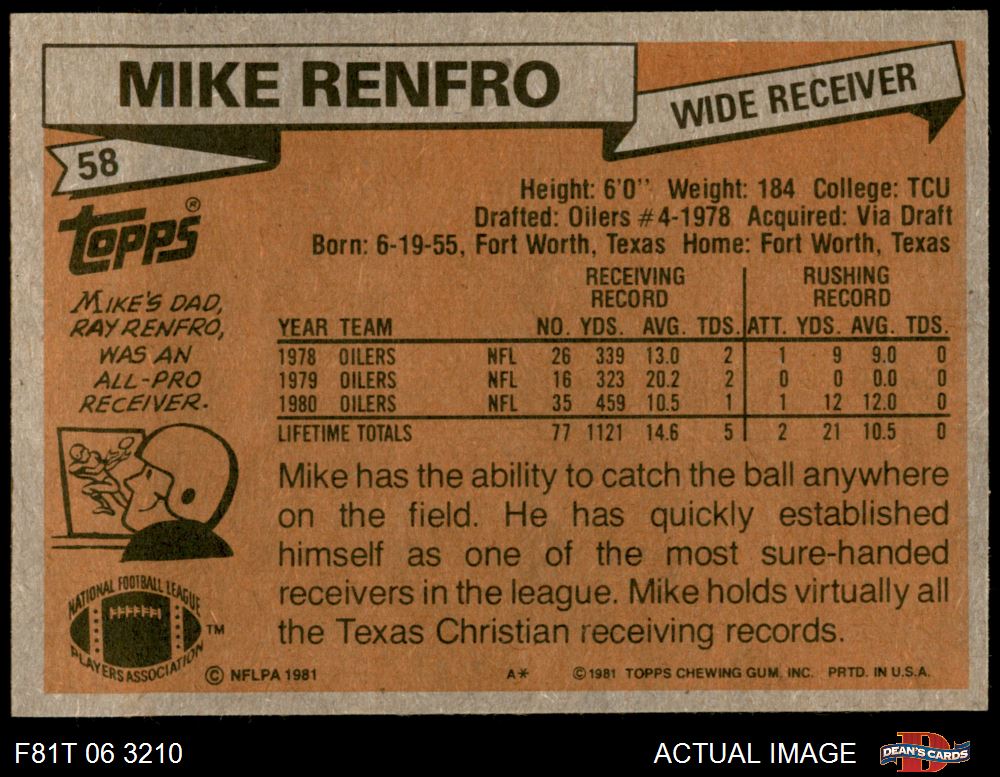 MIKE RENFRO
WIDE RECEIVER
58
TOPPS®
Height: 6'0'' Weight: 184 College: TCU
Drafted: Oilers #4-1978 Acquired: Via Draft
Born: 6-19-55, Fort Worth, Texas Home: Fort Worth, Texas
MIKE'S DAD,
RAY RENFRO,
WAS AN
ALL-PRO
RECEIVER.
RECEIVING RUSHING
RECORD RECORD
YEAR TEAM NO. YDS. AVG. TDS. ATT. YDS. AVG. TDS.
1978 OILERS NFL 26 339 13.0 2 1 9 9.0 0
1979 OILERS NFL 16 323 20.2 2 0 0 0.0 0
1980 OILERS NFL 35 459 10.5 1 1 12 12.0 0
LIFETIME TOTALS 77 1121 14.6 5 2 21 10.5 0
Mike has the ability to catch the ball anywhere
on the field. He has quickly established
himself as one of the most sure-handed
receivers in the league. Mike holds virtually all
the Texas Christian receiving records.
NATIONAL FOOTBALL LEAGUE
PLAYERS ASSOCIATION
TM
© NFLPA 1981
A*
©1981 TOPPS CHEWING GUM, INC. PRTD. IN U.S.A.
F81T 06 3210
ACTUAL IMAGE
D
DEAN'S CARDS